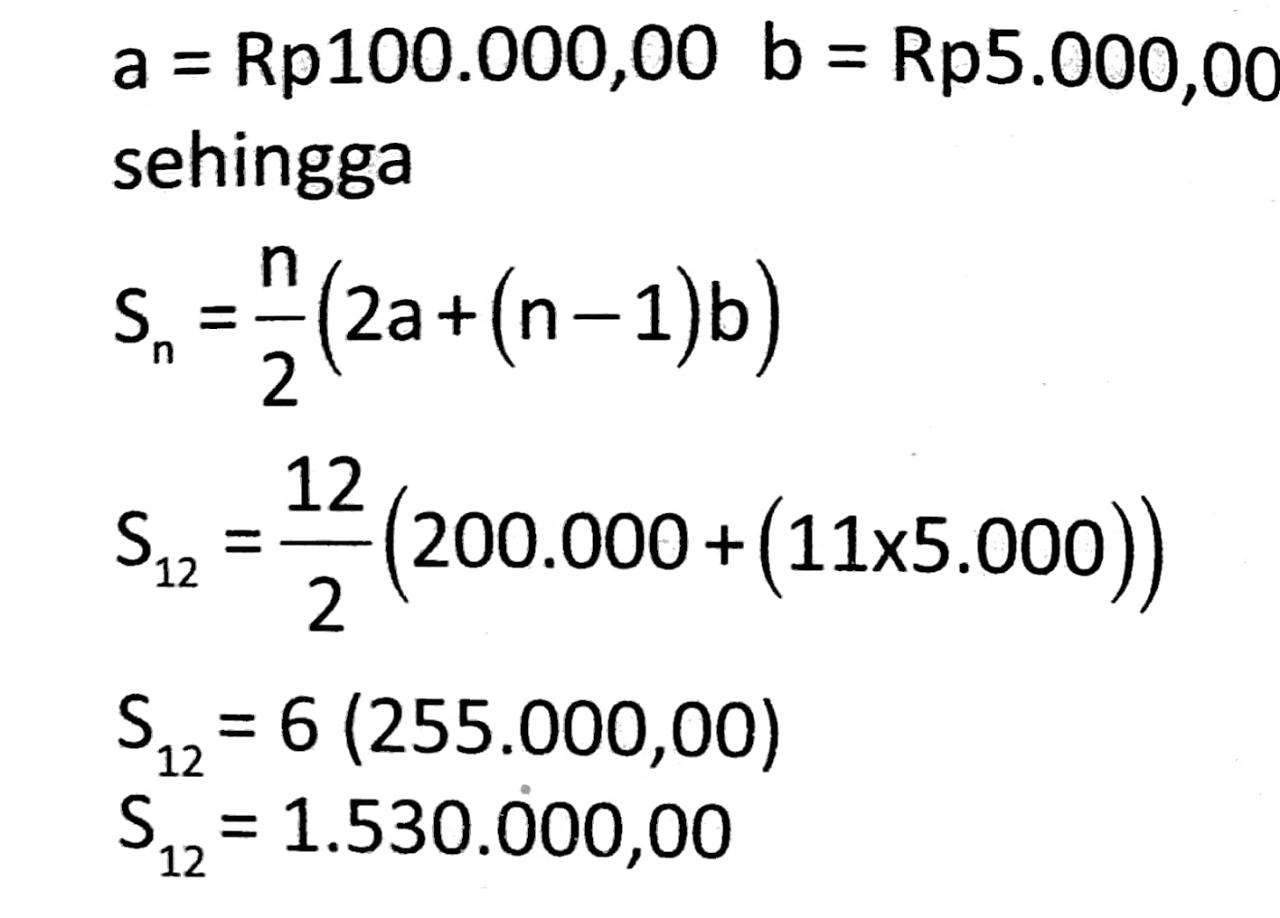 a = Rp100.000,00 b = Rp5.000,00
sehingga
Sₙ = n/2 (2a+(n−1)b)
S₁₂ = 12/2 (200.000+(11x5.000))
S₁₂ = 6 (255.000,00)
S₁₂ = 1.530.000,00